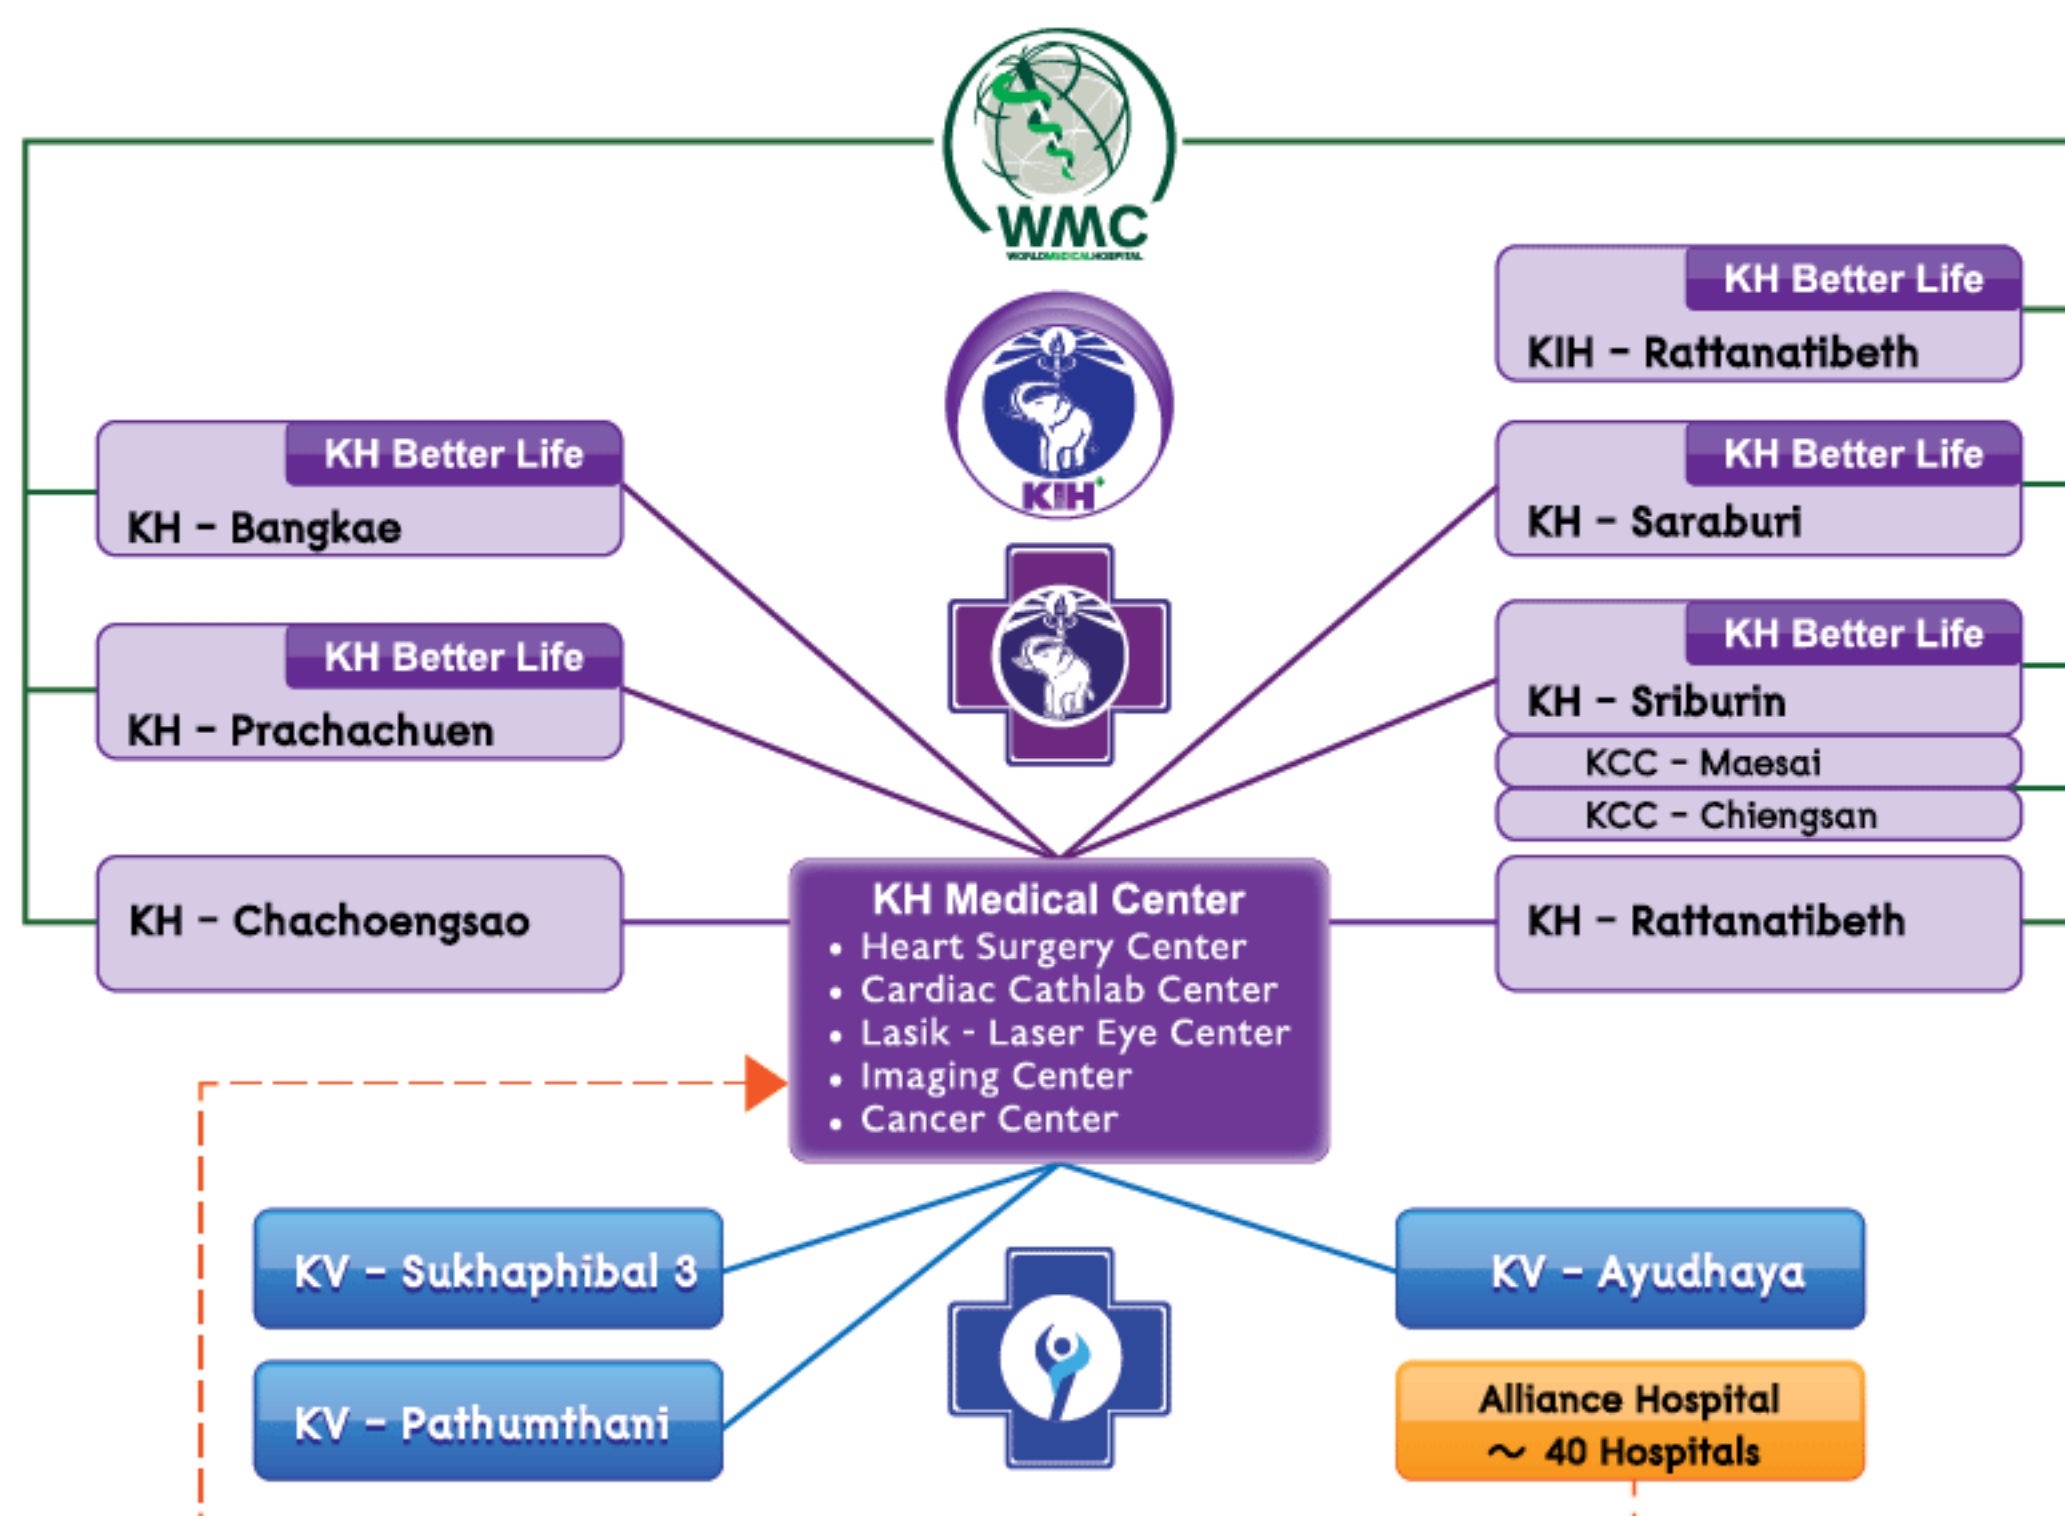 WMC
WORLDMEDICALHOSPITAL
KH Better Life
KIH - Rattanatibeth
KIH
KH Better Life
KH - Bangkae
KH Better Life
KH - Saraburi
KH Better Life
KH - Prachachuen
KH Better Life
KH - Sriburin
KCC - Maesai
KCC - Chiengsan
KH - Chachoengsao
KH Medical Center
• Heart Surgery Center
• Cardiac Cathlab Center
• Lasik - Laser Eye Center
• Imaging Center
• Cancer Center
KH - Rattanatibeth
KV - Sukhaphibal 3
KV - Ayudhaya
KV - Pathumthani
Alliance Hospital
~ 40 Hospitals